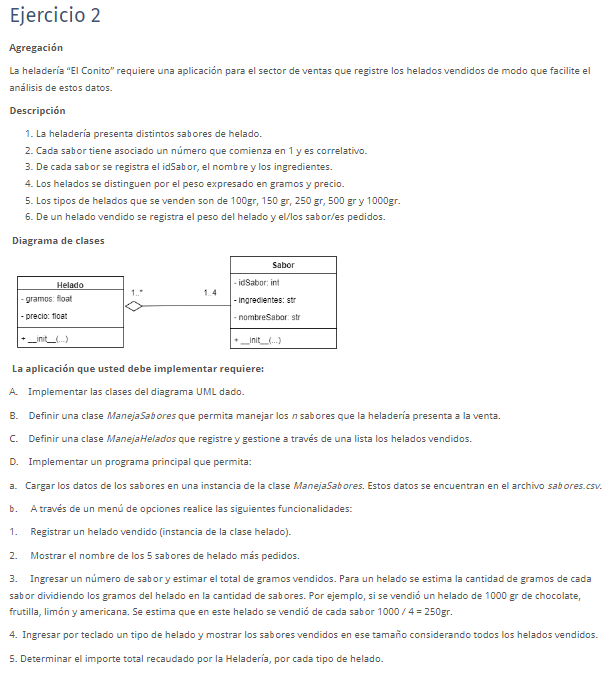 Ejercicio 2
Agregación
La heladería “El Conito” requiere una aplicación para el sector de ventas que registre los helados vendidos de modo que facilite el
análisis de estos datos.
Descripción
1. La heladería presenta distintos sabores de helado.
2. Cada sabor tiene asociado un número que comienza en 1 y es correlativo.
3. De cada sabor se registra el idSabor, el nombre y los ingredientes.
4. Los helados se distinguen por el peso expresado en gramos y precio.
5. Los tipos de helados que se venden son de 100gr, 150 gr, 250 gr, 500 gr y 1000gr.
6. De un helado vendido se registra el peso del helado y el/los sabor/es pedidos.
Diagrama de clases
Helado
- gramos: float
- precio: float
+ __init__(...)
1..*
1..4
Sabor
- idSabor: int
- ingredientes: str
- nombreSabor: str
+ __init__(...)
La aplicación que usted debe implementar requiere:
A. Implementar las clases del diagrama UML dado.
B. Definir una clase ManejaSabores que permita manejar los n sabores que la heladería presenta a la venta.
C. Definir una clase ManejaHelados que registre y gestione a través de una lista los helados vendidos.
D. Implementar un programa principal que permita:
a. Cargar los datos de los sabores en una instancia de la clase ManejaSabores. Estos datos se encuentran en el archivo sabores.csv.
b. A través de un menú de opciones realice las siguientes funcionalidades:
1. Registrar un helado vendido (instancia de la clase helado).
2. Mostrar el nombre de los 5 sabores de helado más pedidos.
3. Ingresar un número de sabor y estimar el total de gramos vendidos. Para un helado se estima la cantidad de gramos de cada
sabor dividiendo los gramos del helado en la cantidad de sabores. Por ejemplo, si se vendió un helado de 1000 gr de chocolate,
frutilla, limón y americana. Se estima que en este helado se vendió de cada sabor 1000 / 4 = 250gr.
4. Ingresar por teclado un tipo de helado y mostrar los sabores vendidos en ese tamaño considerando todos los helados vendidos.
5. Determinar el importe total recaudado por la Heladería, por cada tipo de helado.